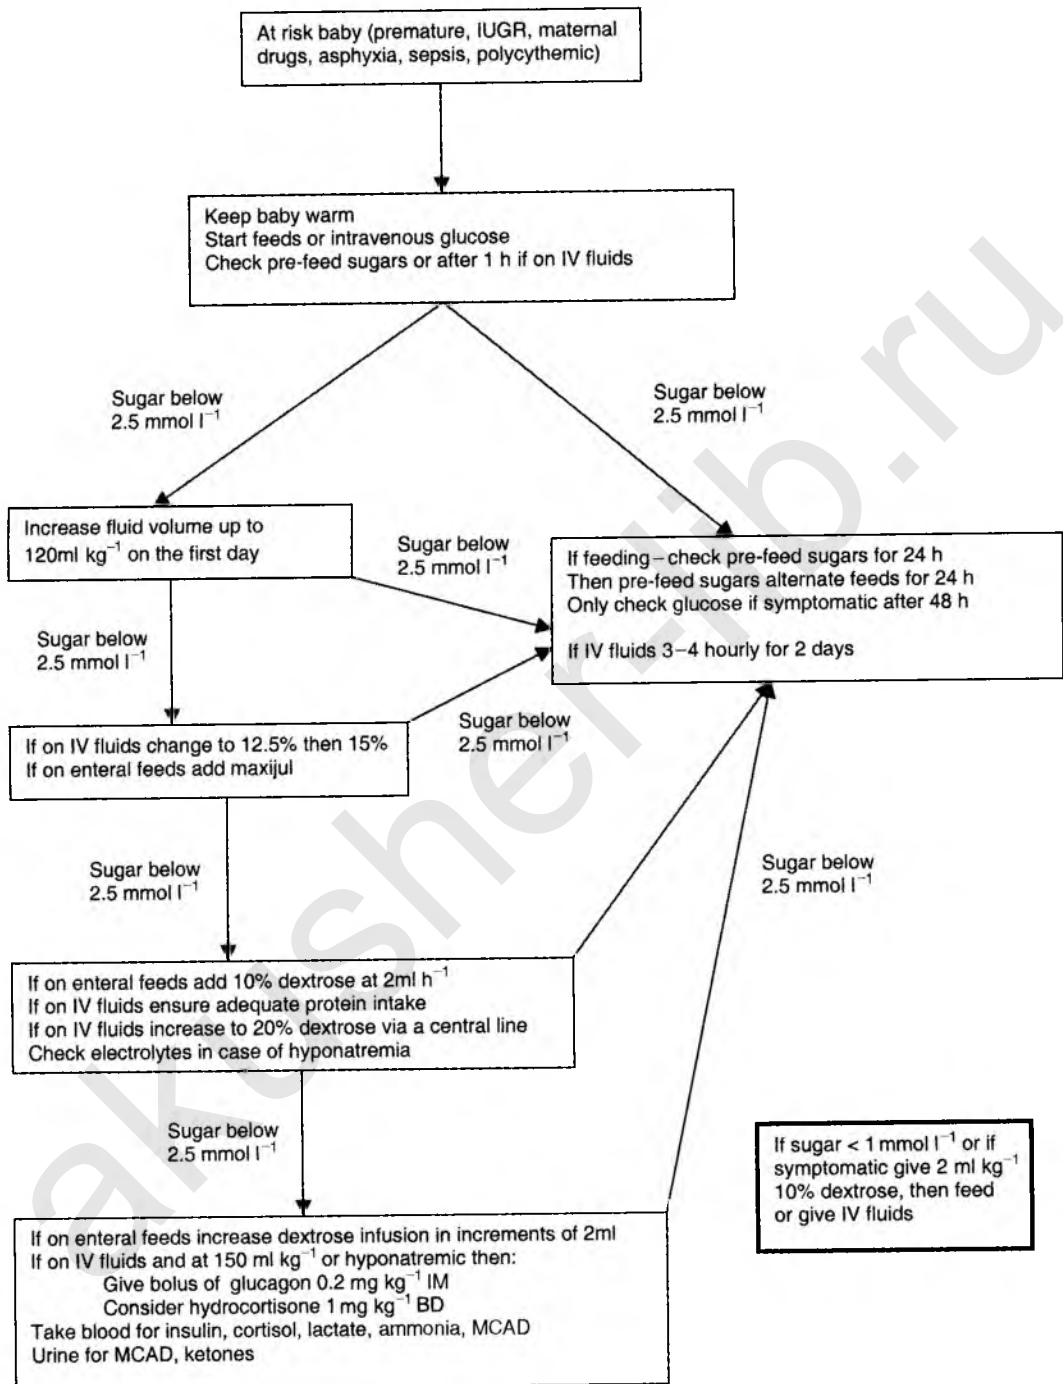 At risk baby (premature, IUGR, maternal
drugs, asphyxia, sepsis, polycythemic)
Keep baby warm
Start feeds or intravenous glucose
Check pre-feed sugars or after 1 h if on IV fluids
Sugar below
2.5 mmol l⁻¹
Sugar below
2.5 mmol l⁻¹
Increase fluid volume up to
120ml kg⁻¹ on the first day
Sugar below
2.5 mmol l⁻¹
If feeding – check pre-feed sugars for 24 h
Then pre-feed sugars alternate feeds for 24 h
Only check glucose if symptomatic after 48 h
If IV fluids 3–4 hourly for 2 days
Sugar below
2.5 mmol l⁻¹
If on IV fluids change to 12.5% then 15%
If on enteral feeds add maxijul
Sugar below
2.5 mmol l⁻¹
Sugar below
2.5 mmol l⁻¹
Sugar below
2.5 mmol l⁻¹
If on enteral feeds add 10% dextrose at 2ml h⁻¹
If on IV fluids ensure adequate protein intake
If on IV fluids increase to 20% dextrose via a central line
Check electrolytes in case of hyponatremia
Sugar below
2.5 mmol l⁻¹
If sugar < 1 mmol l⁻¹ or if
symptomatic give 2 ml kg⁻¹
10% dextrose, then feed
or give IV fluids
If on enteral feeds increase dextrose infusion in increments of 2ml
If on IV fluids and at 150 ml kg⁻¹ or hyponatremic then:
Give bolus of glucagon 0.2 mg kg⁻¹ IM
Consider hydrocortisone 1 mg kg⁻¹ BD
Take blood for insulin, cortisol, lactate, ammonia, MCAD
Urine for MCAD, ketones
akusher-lib.ru